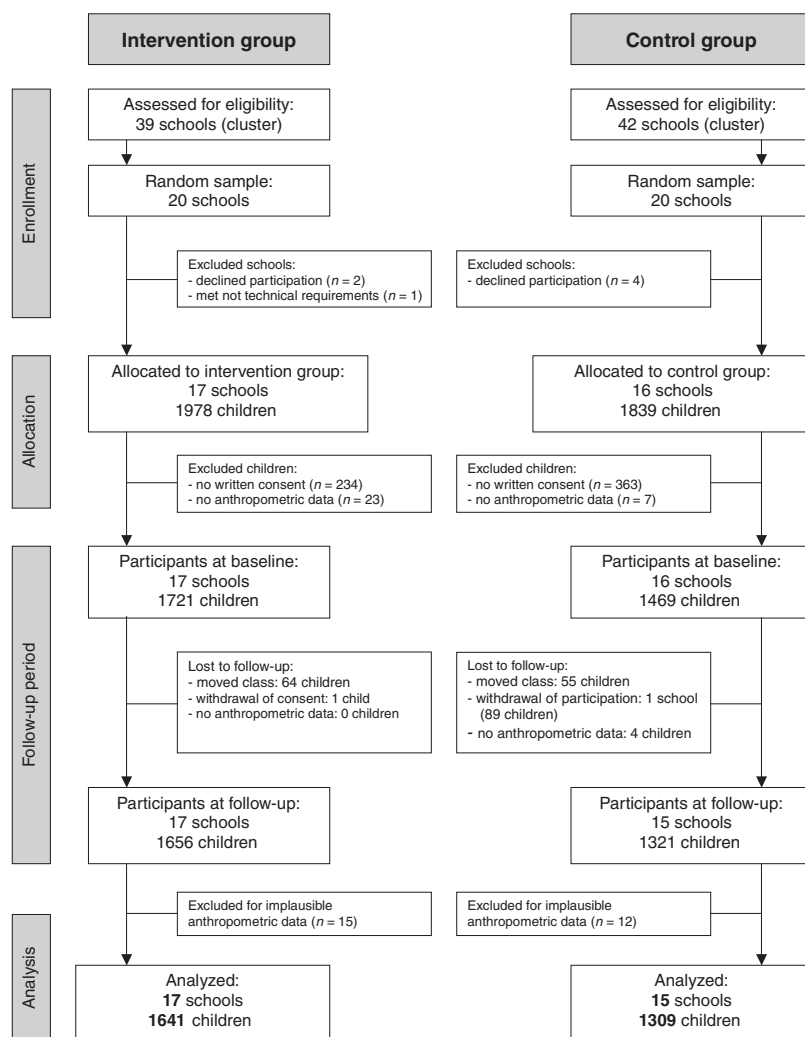 Intervention group
Control group
Enrollment
Assessed for eligibility:
39 schools (cluster)
Assessed for eligibility:
42 schools (cluster)
Random sample:
20 schools
Random sample:
20 schools
Excluded schools:
- declined participation (n = 2)
- met not technical requirements (n = 1)
Excluded schools:
- declined participation (n = 4)
Allocation
Allocated to intervention group:
17 schools
1978 children
Allocated to control group:
16 schools
1839 children
Excluded children:
- no written consent (n = 234)
- no anthropometric data (n = 23)
Excluded children:
- no written consent (n = 363)
- no anthropometric data (n = 7)
Follow-up period
Participants at baseline:
17 schools
1721 children
Participants at baseline:
16 schools
1469 children
Lost to follow-up:
- moved class: 64 children
- withdrawal of consent: 1 child
- no anthropometric data: 0 children
Lost to follow-up:
- moved class: 55 children
- withdrawal of participation: 1 school
(89 children)
- no anthropometric data: 4 children
Participants at follow-up:
17 schools
1656 children
Participants at follow-up:
15 schools
1321 children
Analysis
Excluded for implausible
anthropometric data (n = 15)
Excluded for implausible
anthropometric data (n = 12)
Analyzed:
17 schools
1641 children
Analyzed:
15 schools
1309 children